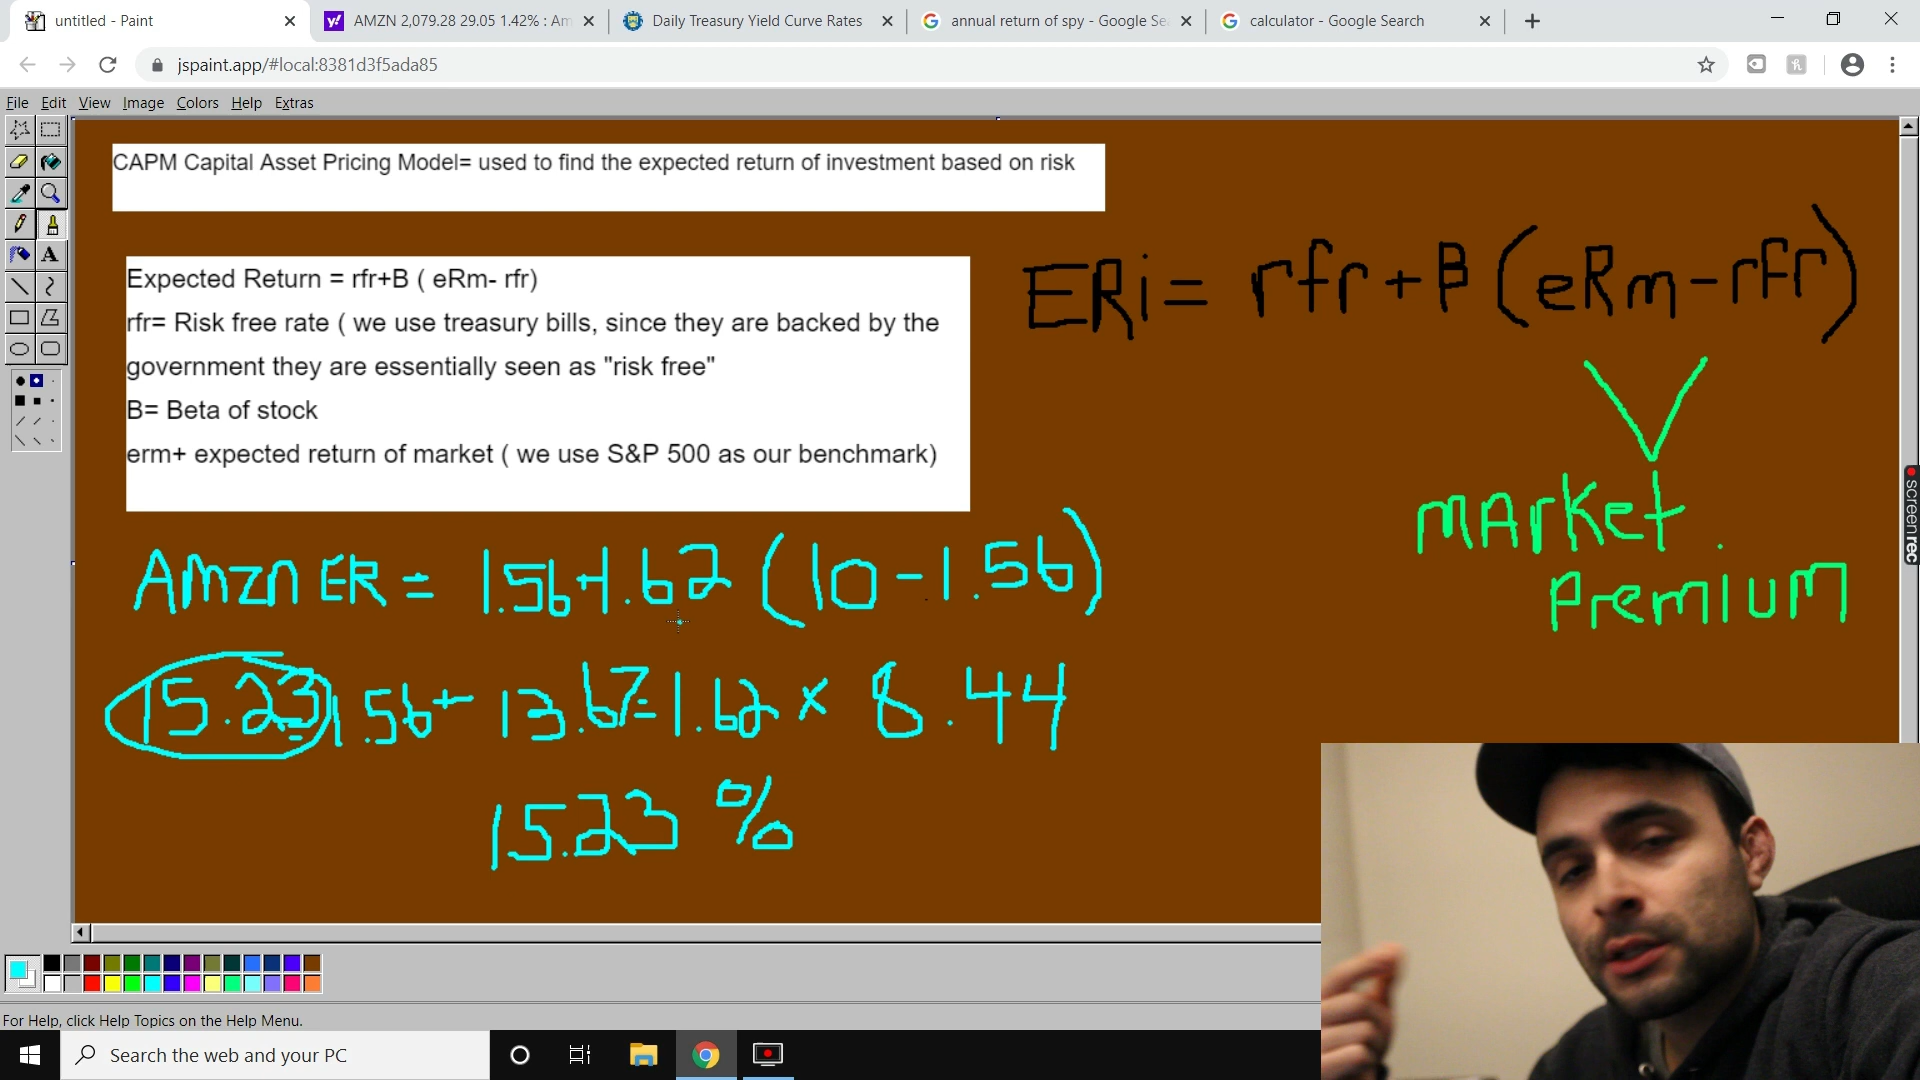 untitled - Paint
AMZN 2,079.28 29.05 1.42% : Am
Daily Treasury Yield Curve Rates
annual return of spy - Google Se
calculator - Google Search
jspaint.app/#local:8381d3f5ada85
File Edit View Image Colors Help Extras
CAPM Capital Asset Pricing Model= used to find the expected return of investment based on risk
Expected Return = rfr+B ( eRm- rfr)
rfr= Risk free rate ( we use treasury bills, since they are backed by the
government they are essentially seen as "risk free"
B= Beta of stock
erm+ expected return of market ( we use S&P 500 as our benchmark)
ERi= rfr+B (eRm-rfr)
market
Premium
Amzn ER = 1.56+1.62 (10-1.56)
15.23=1.56+13.67=1.62 × 8.44
15.23 %
screenrec
For Help, click Help Topics on the Help Menu.
Search the web and your PC